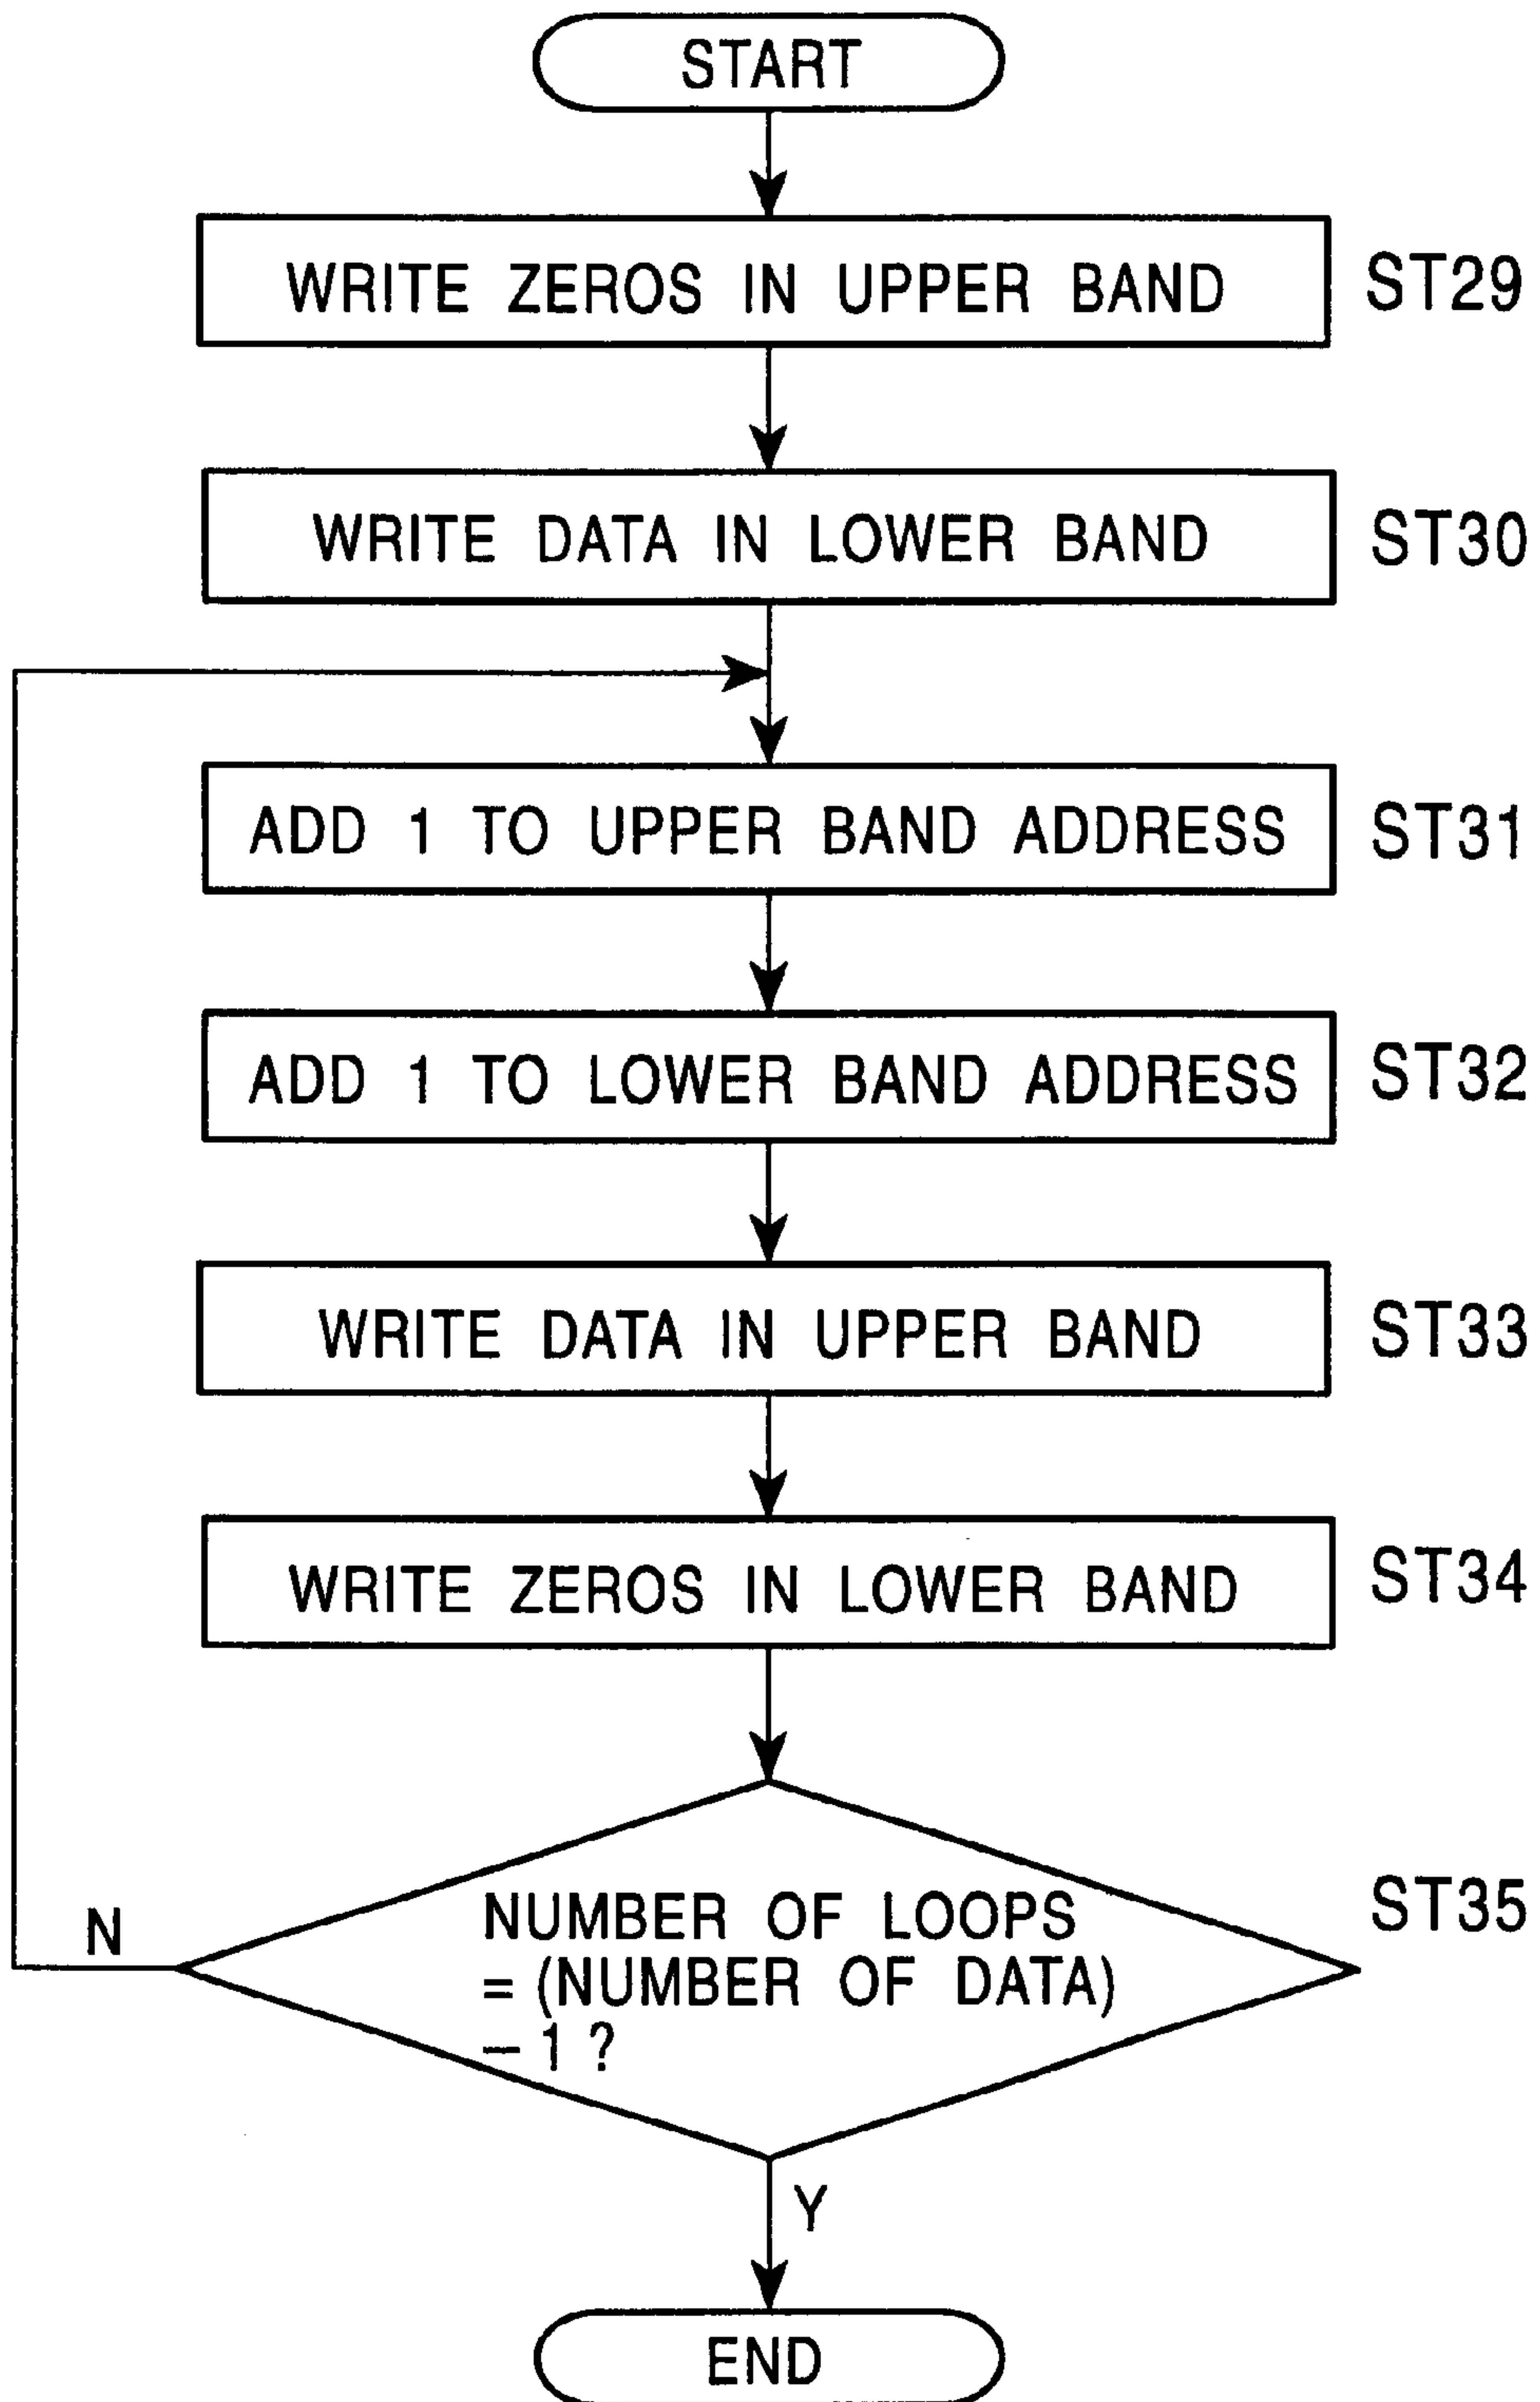 START
WRITE ZEROS IN UPPER BAND
ST29
WRITE DATA IN LOWER BAND
ST30
ADD 1 TO UPPER BAND ADDRESS
ST31
ADD 1 TO LOWER BAND ADDRESS
ST32
WRITE DATA IN UPPER BAND
ST33
WRITE ZEROS IN LOWER BAND
ST34
NUMBER OF LOOPS
= (NUMBER OF DATA)
– 1 ?
ST35
N
Y
END